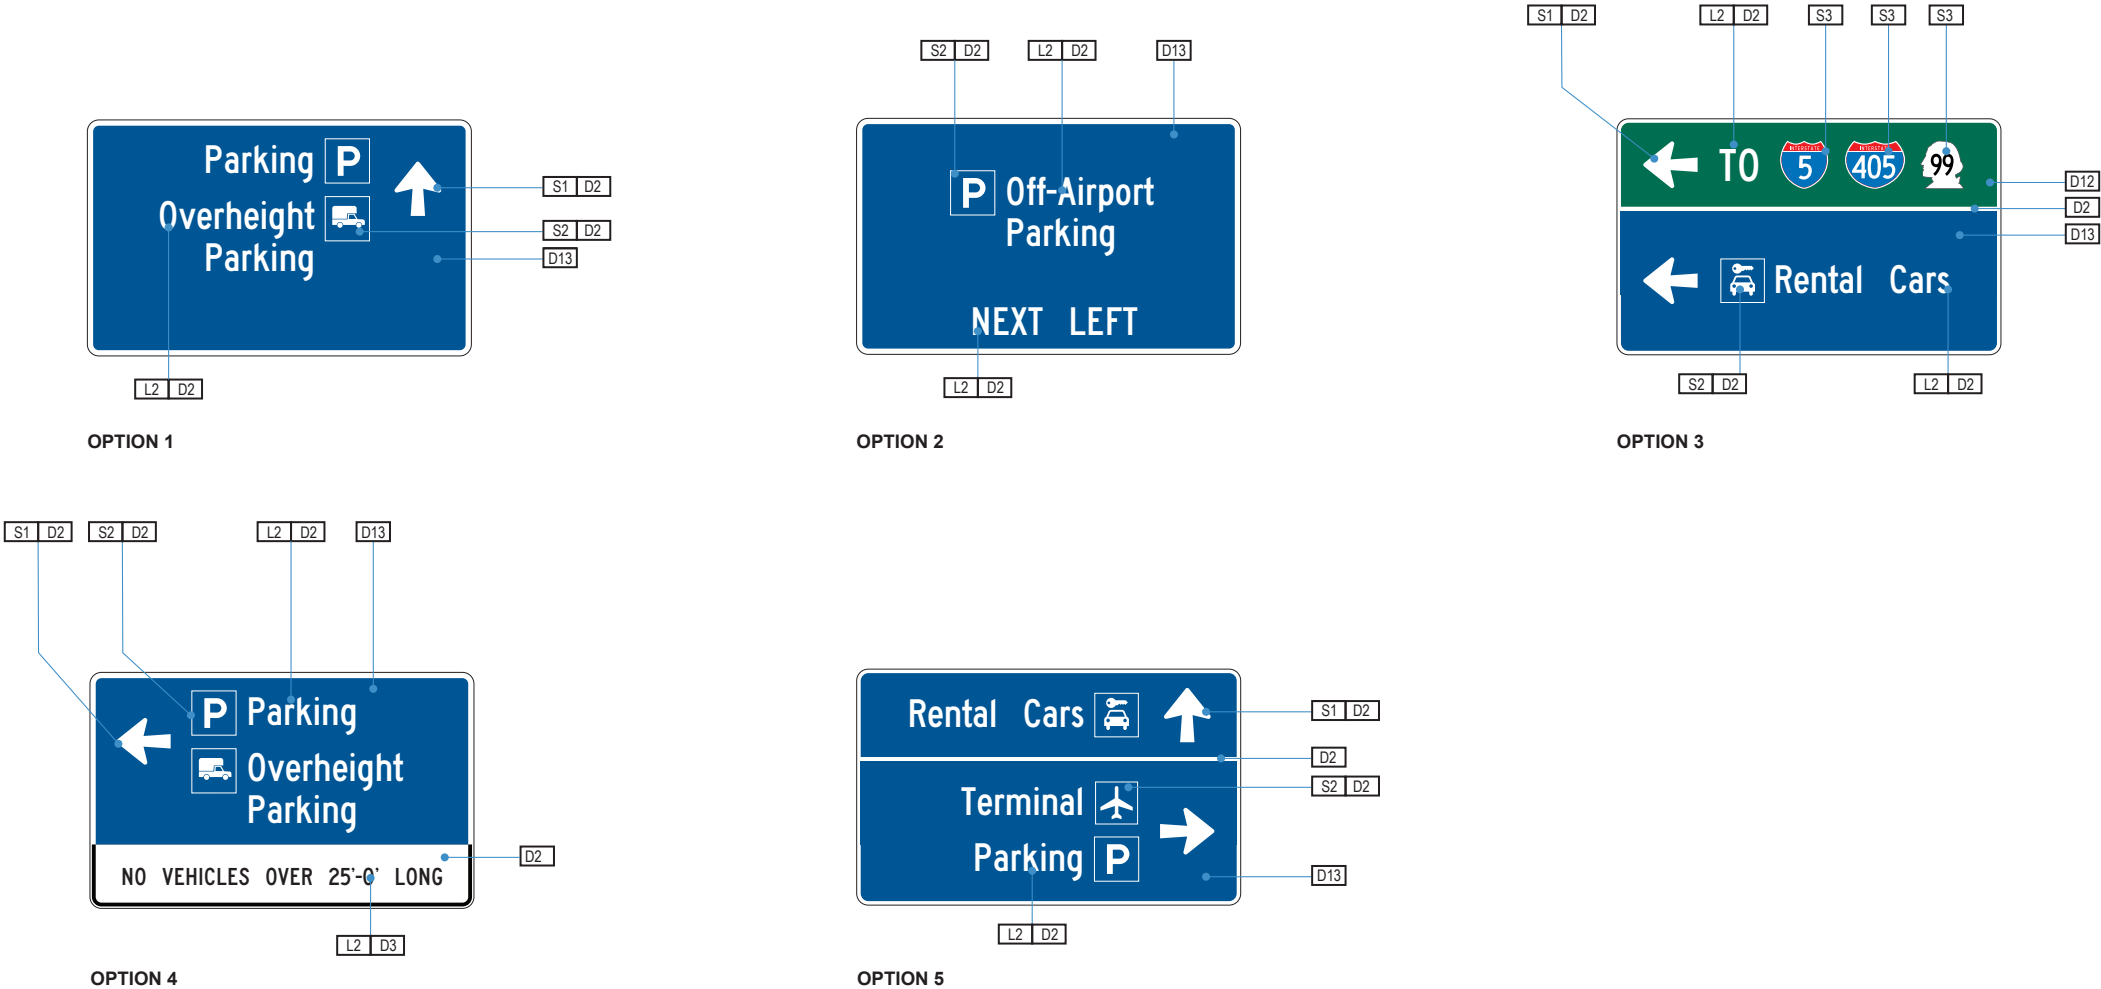 S1 D2
L2 D2
S3
S3
S3
S2 D2
L2 D2
D13
Parking P
Overheight
Parking
S1 D2
S2 D2
D13
L2 D2
OPTION 1
P Off-Airport
Parking
NEXT LEFT
L2 D2
OPTION 2
TO INTERSTATE 5 INTERSTATE 405 99
Rental Cars
D12
D2
D13
S2 D2
L2 D2
OPTION 3
S1 D2
S2 D2
L2 D2
D13
P Parking
Overheight
Parking
NO VEHICLES OVER 25'-0' LONG
D2
L2 D3
OPTION 4
Rental Cars
Terminal
Parking P
S1 D2
D2
S2 D2
D13
L2 D2
OPTION 5